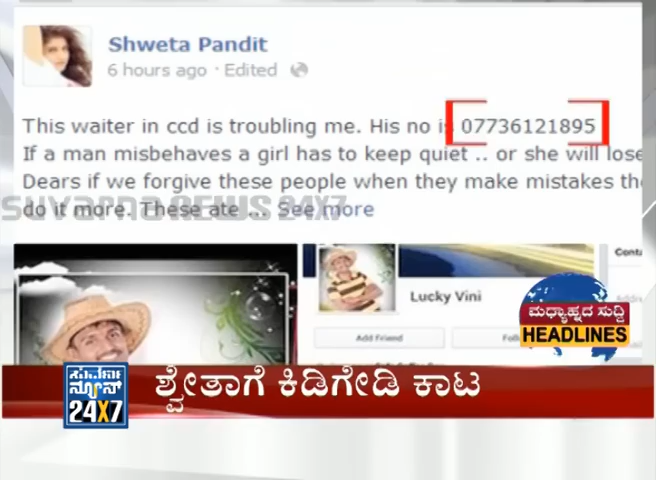 Shweta Pandit
6 hours ago · Edited
This waiter in ccd is troubling me. His no is 07736121895
If a man misbehaves a girl has to keep quiet .. or she will lose
Dears if we forgive these people when they make mistakes the
do it more. These ate ... See more
suvarna news 24x7
Conta
Lucky Vini
Add Friend
Foll
ಮಧ್ಯಾಹ್ನದ ಸುದ್ದಿ
HEADLINES
ಸುವರ್ಣ
ನ್ಯೂಸ್
24X7
ಶ್ವೇತಾಗೆ ಕಿಡಿಗೇಡಿ ಕಾಟ